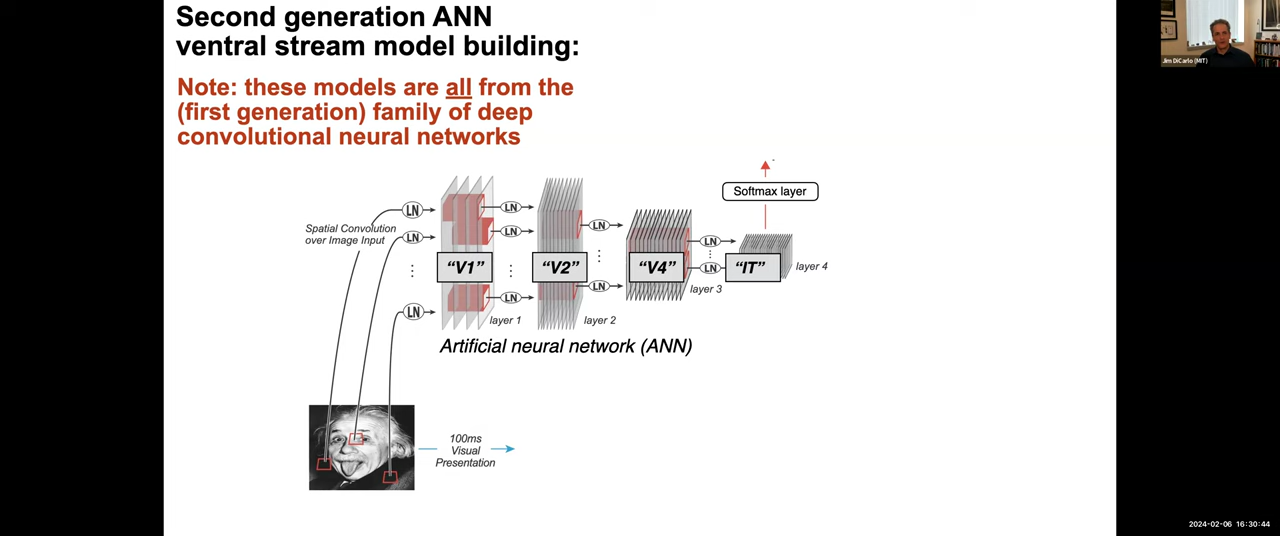 Second generation ANN
ventral stream model building:
Note: these models are all from the
(first generation) family of deep
convolutional neural networks
Jim DiCarlo (MIT)
Softmax layer
Spatial Convolution
over Image Input
LN
LN
LN
LN
LN
LN
LN
LN
LN
LN
"V1"
"V2"
"V4"
"IT"
layer 1
layer 2
layer 3
layer 4
Artificial neural network (ANN)
100ms
Visual
Presentation
2024-02-06 16:30:44